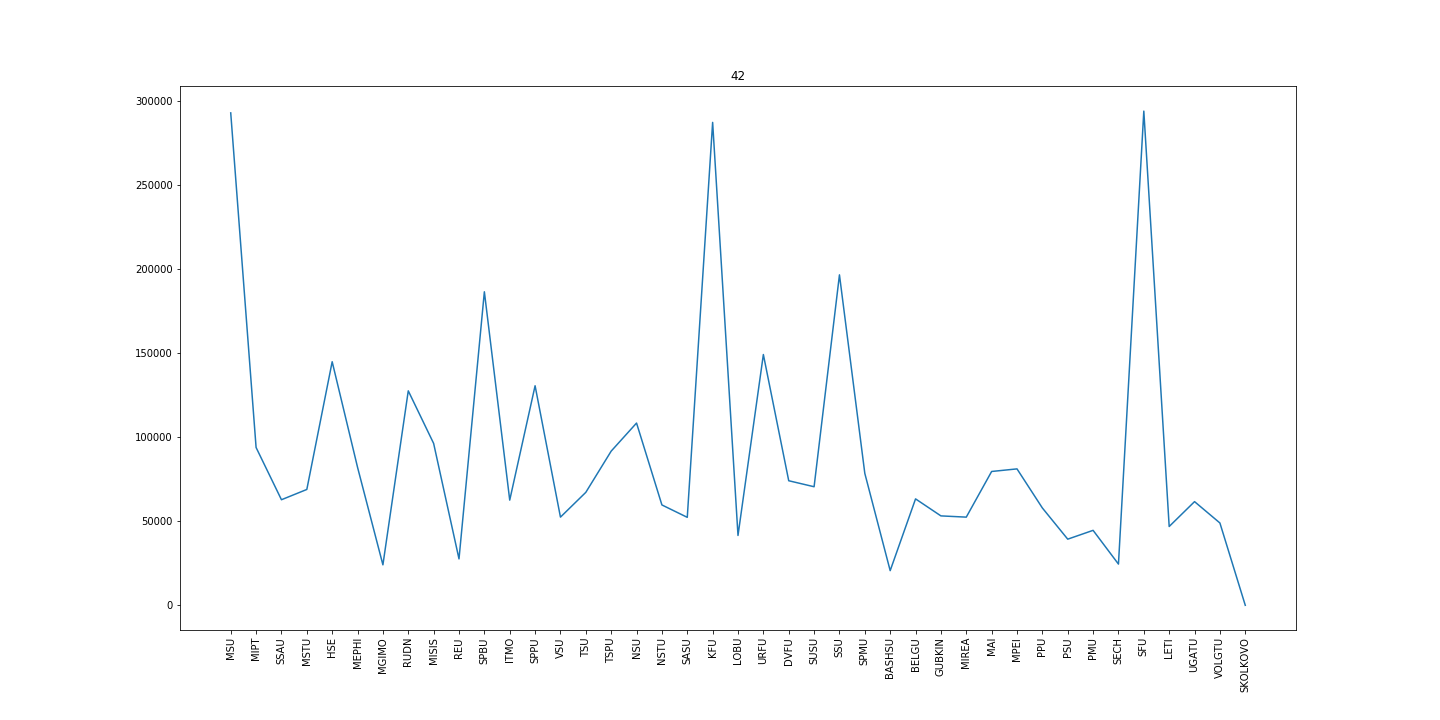 42
300000
250000
200000
150000
100000
50000
0
MSU
MIPT
SSAU
MSTU
HSE
MEPHI
MGIMO
RUDN
MISIS
REU
SPBU
ITMO
SPPU
VSU
TSU
TSPU
NSU
NSTU
SASU
KFU
LOBU
URFU
DVFU
SUSU
SSU
SPMU
BASHSU
BELGU
GUBKIN
MIREA
MAI
MPEI
PPU
PSU
PMU
SECH
SFU
LETI
UGATU
VOLGTU
SKOLKOVO